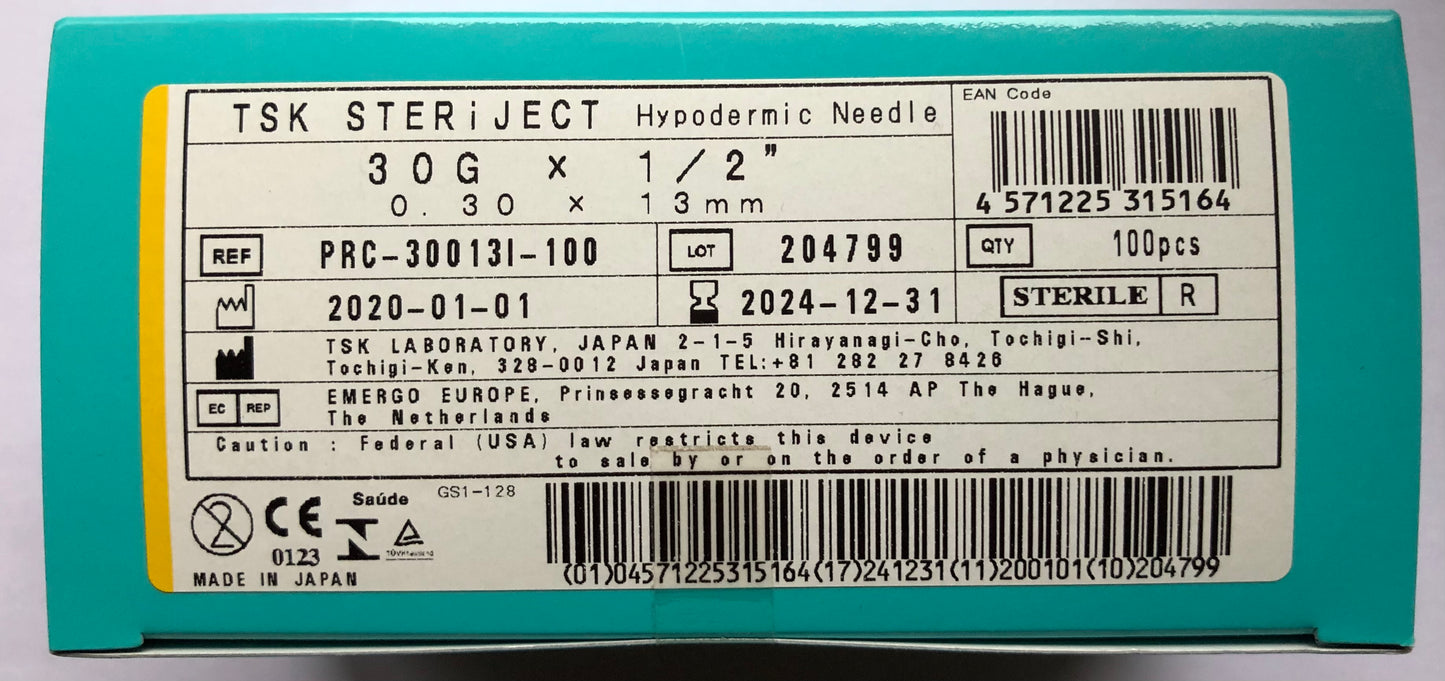 TSK STERiJECT Hypodermic Needle
30G x 1/2"
0.30 x 13mm
EAN Code
4 571225 315164
REF PRC-30013I-100
LOT 204799
QTY 100pcs
2020-01-01
2024-12-31
STERILE R
TSK LABORATORY, JAPAN 2-1-5 Hirayanagi-Cho, Tochigi-Shi,
Tochigi-Ken, 328-0012 Japan TEL:+81 282 27 8426
EC REP
EMERGO EUROPE, Prinsessegracht 20, 2514 AP The Hague,
The Netherlands
Caution : Federal (USA) law restricts this device
to sale by or on the order of a physician.
2
CE
0123
Saúde
GS1-128
MADE IN JAPAN
(01)04571225315164(17)241231(11)200101(10)204799